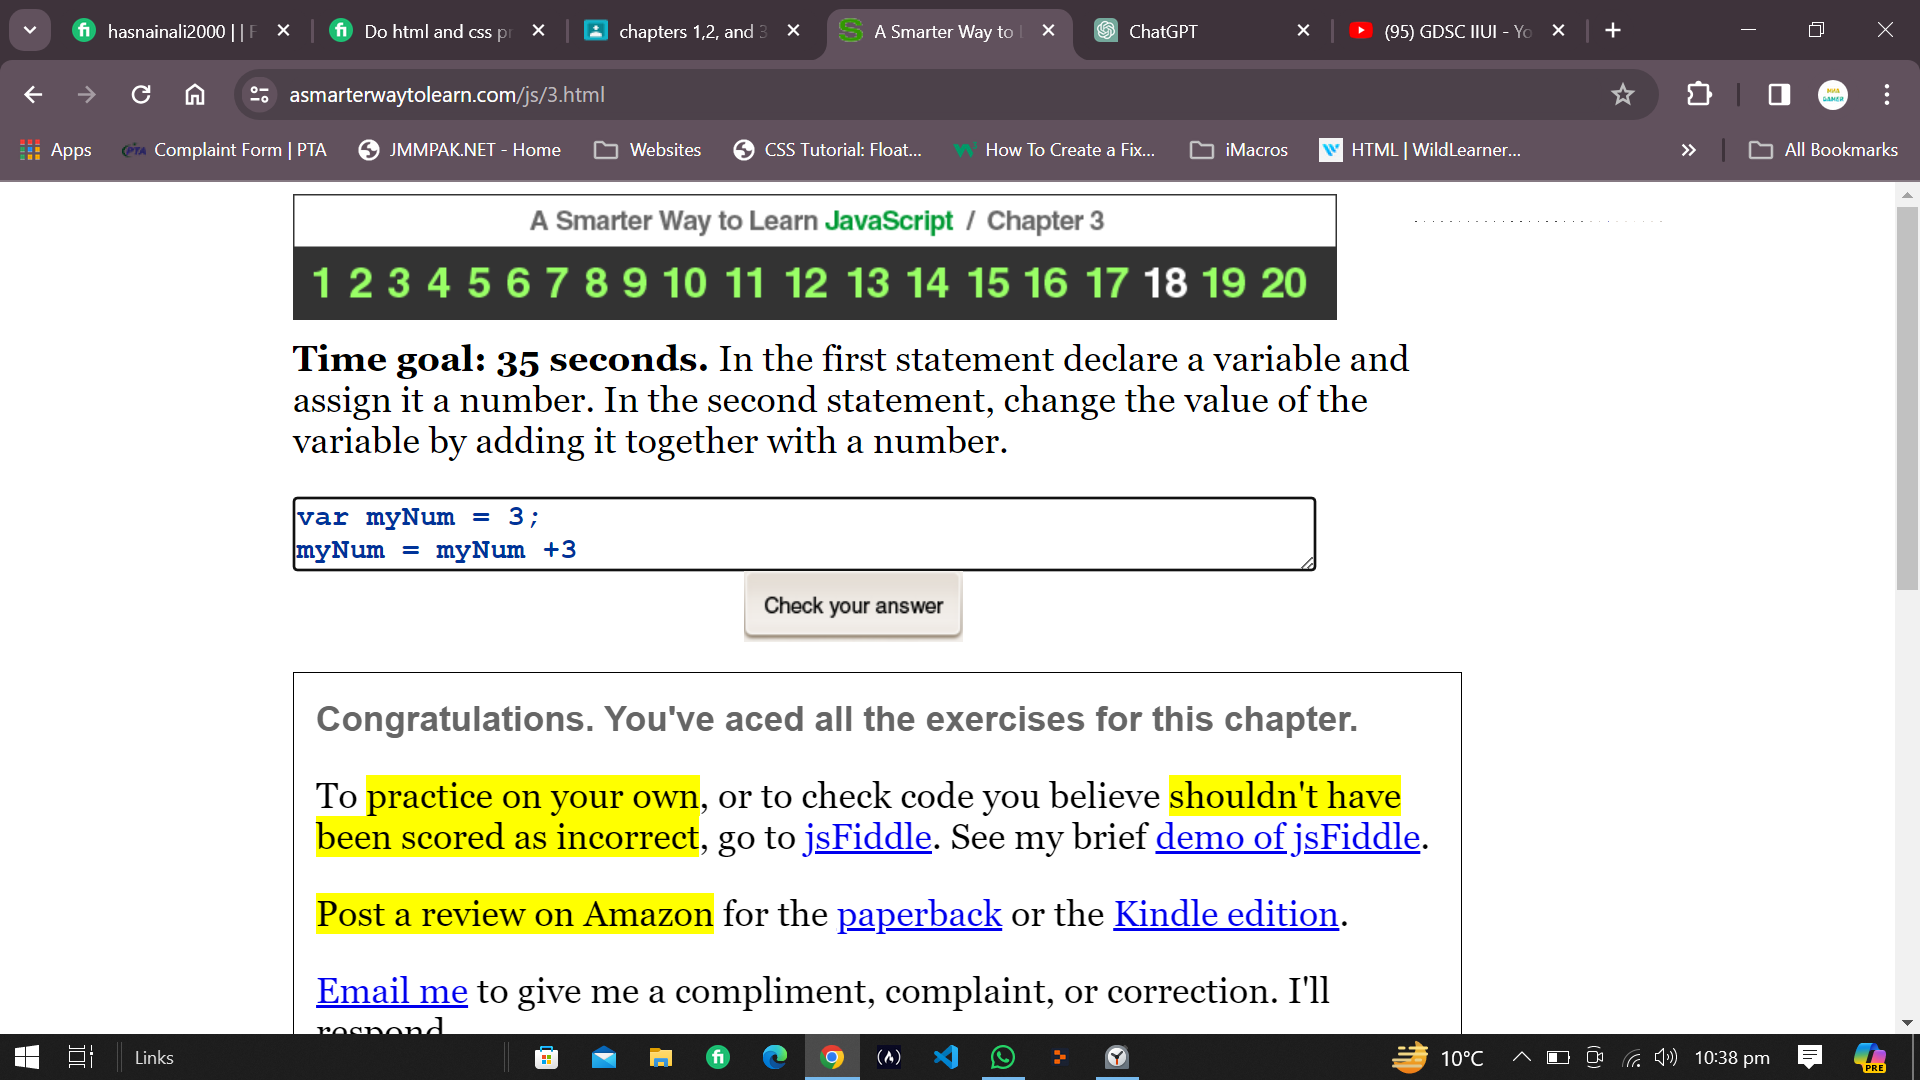 hasnainali2000 | | F
Do html and css pr
chapters 1,2, and 3
A Smarter Way to L
ChatGPT
(95) GDSC IIUI - Yo
asmarterwaytolearn.com/js/3.html
Apps
PTA
Complaint Form | PTA
JMMPAK.NET - Home
Websites
CSS Tutorial: Float...
How To Create a Fix...
iMacros
HTML | WildLearner...
All Bookmarks
A Smarter Way to Learn JavaScript / Chapter 3
1 2 3 4 5 6 7 8 9 10 11 12 13 14 15 16 17 18 19 20
Time goal: 35 seconds. In the first statement declare a variable and
assign it a number. In the second statement, change the value of the
variable by adding it together with a number.
var myNum = 3;
myNum = myNum +3
Check your answer
Congratulations. You've aced all the exercises for this chapter.
To practice on your own, or to check code you believe shouldn't have
been scored as incorrect, go to jsFiddle. See my brief demo of jsFiddle.
Post a review on Amazon for the paperback or the Kindle edition.
Email me to give me a compliment, complaint, or correction. I'll
respond.
Links
10°C
10:38 pm
PRE